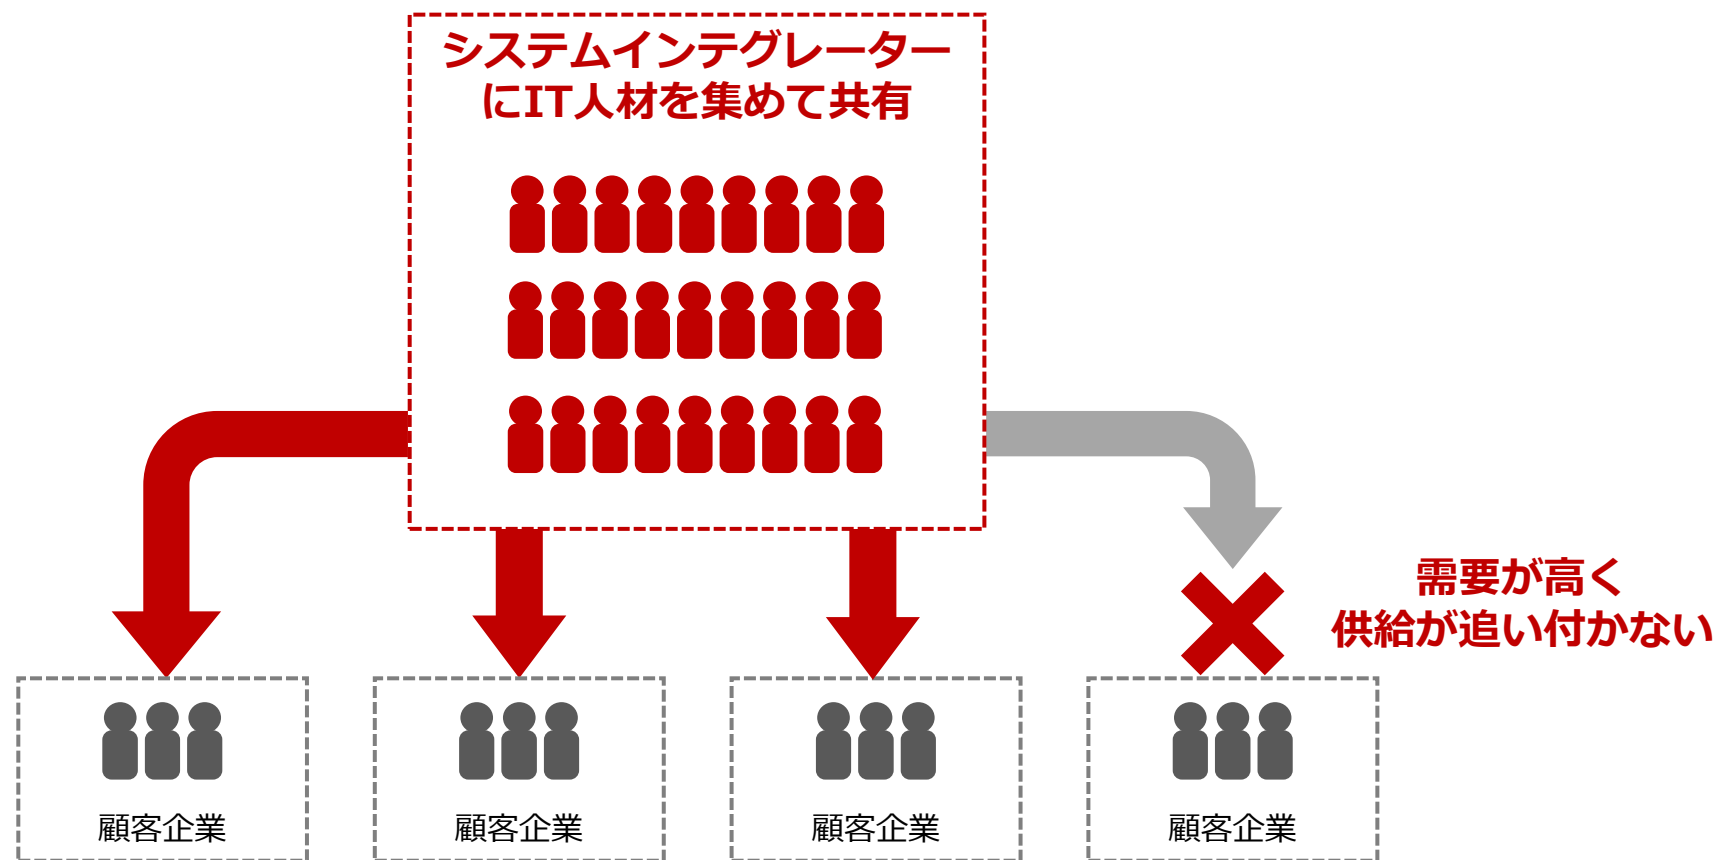 システムインテグレーター
にIT人材を集めて共有
需要が高く
供給が追い付かない
顧客企業
顧客企業
顧客企業
顧客企業